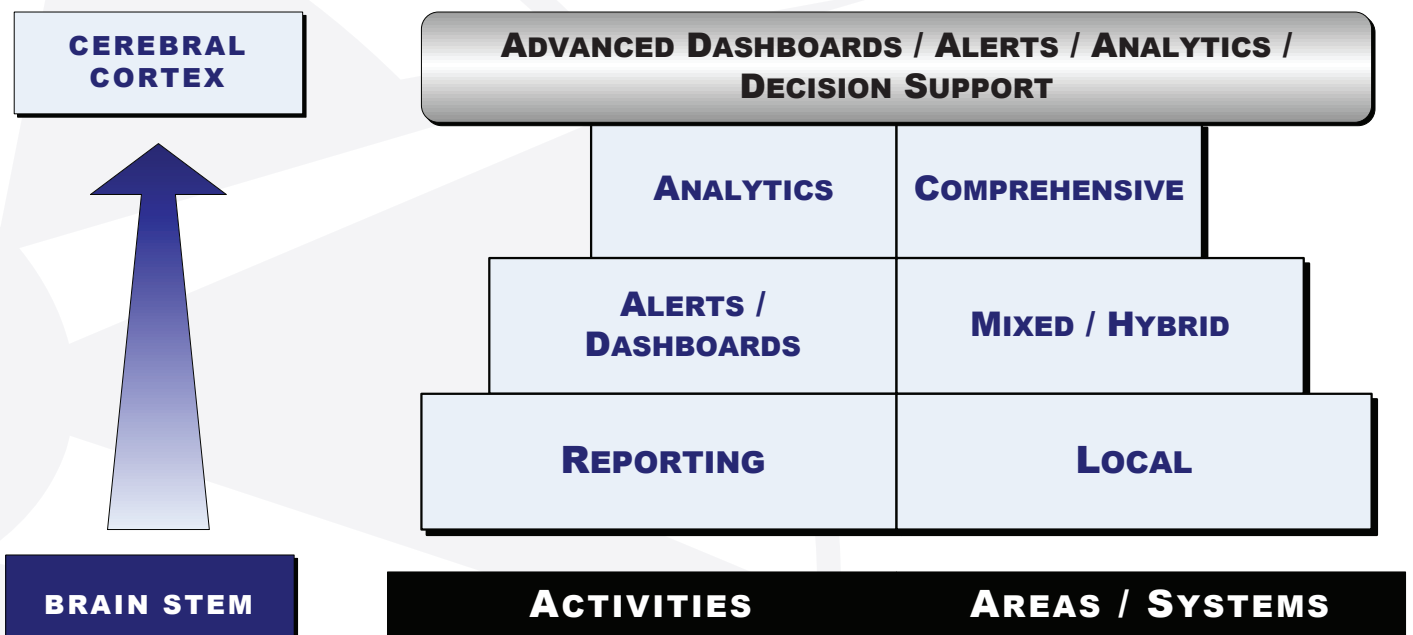 CEREBRAL
CORTEX
ADVANCED DASHBOARDS / ALERTS / ANALYTICS /
DECISION SUPPORT
ANALYTICS
COMPREHENSIVE
ALERTS /
DASHBOARDS
MIXED / HYBRID
REPORTING
LOCAL
BRAIN STEM
ACTIVITIES
AREAS / SYSTEMS